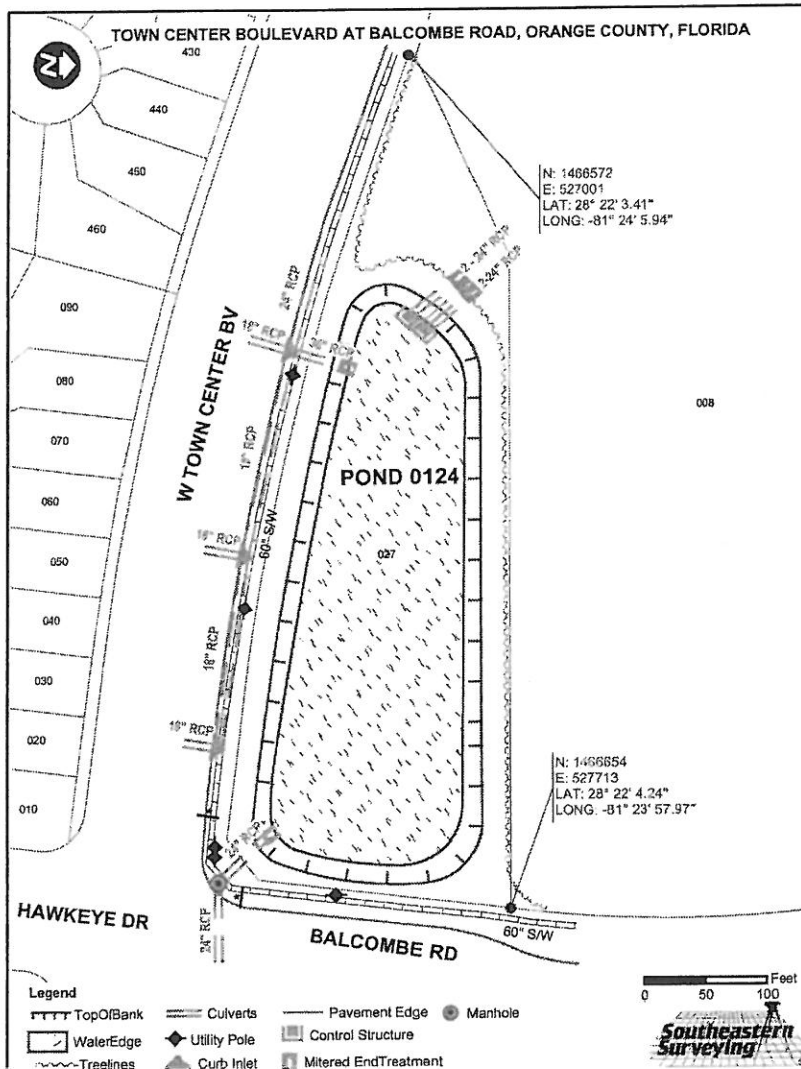 TOWN CENTER BOULEVARD AT BALCOMBE ROAD, ORANGE COUNTY, FLORIDA
N
430
440
460
460
090
080
070
060
050
040
030
020
010
N: 1466572
E: 527001
LAT: 28° 22' 3.41"
LONG: -81° 24' 5.94"
2 - 24" RCP
2-24" RCP
24" RCP
18" RCP
RCP
W TOWN CENTER BV
18" RCP
008
POND 0124
027
18" RCP
60" S/W
18" RCP
18" RCP
N: 1466654
E: 527713
LAT: 28° 22' 4.24"
LONG: -81° 23' 57.97"
RCP
HAWKEYE DR
24" RCP
BALCOMBE RD
60" S/W
Legend
TopOfBank
Culverts
Pavement Edge
Manhole
WaterEdge
Utility Pole
Control Structure
Treelines
Curb Inlet
Mitered EndTreatment
Feet
0 50 100
Southeastern
Surveying